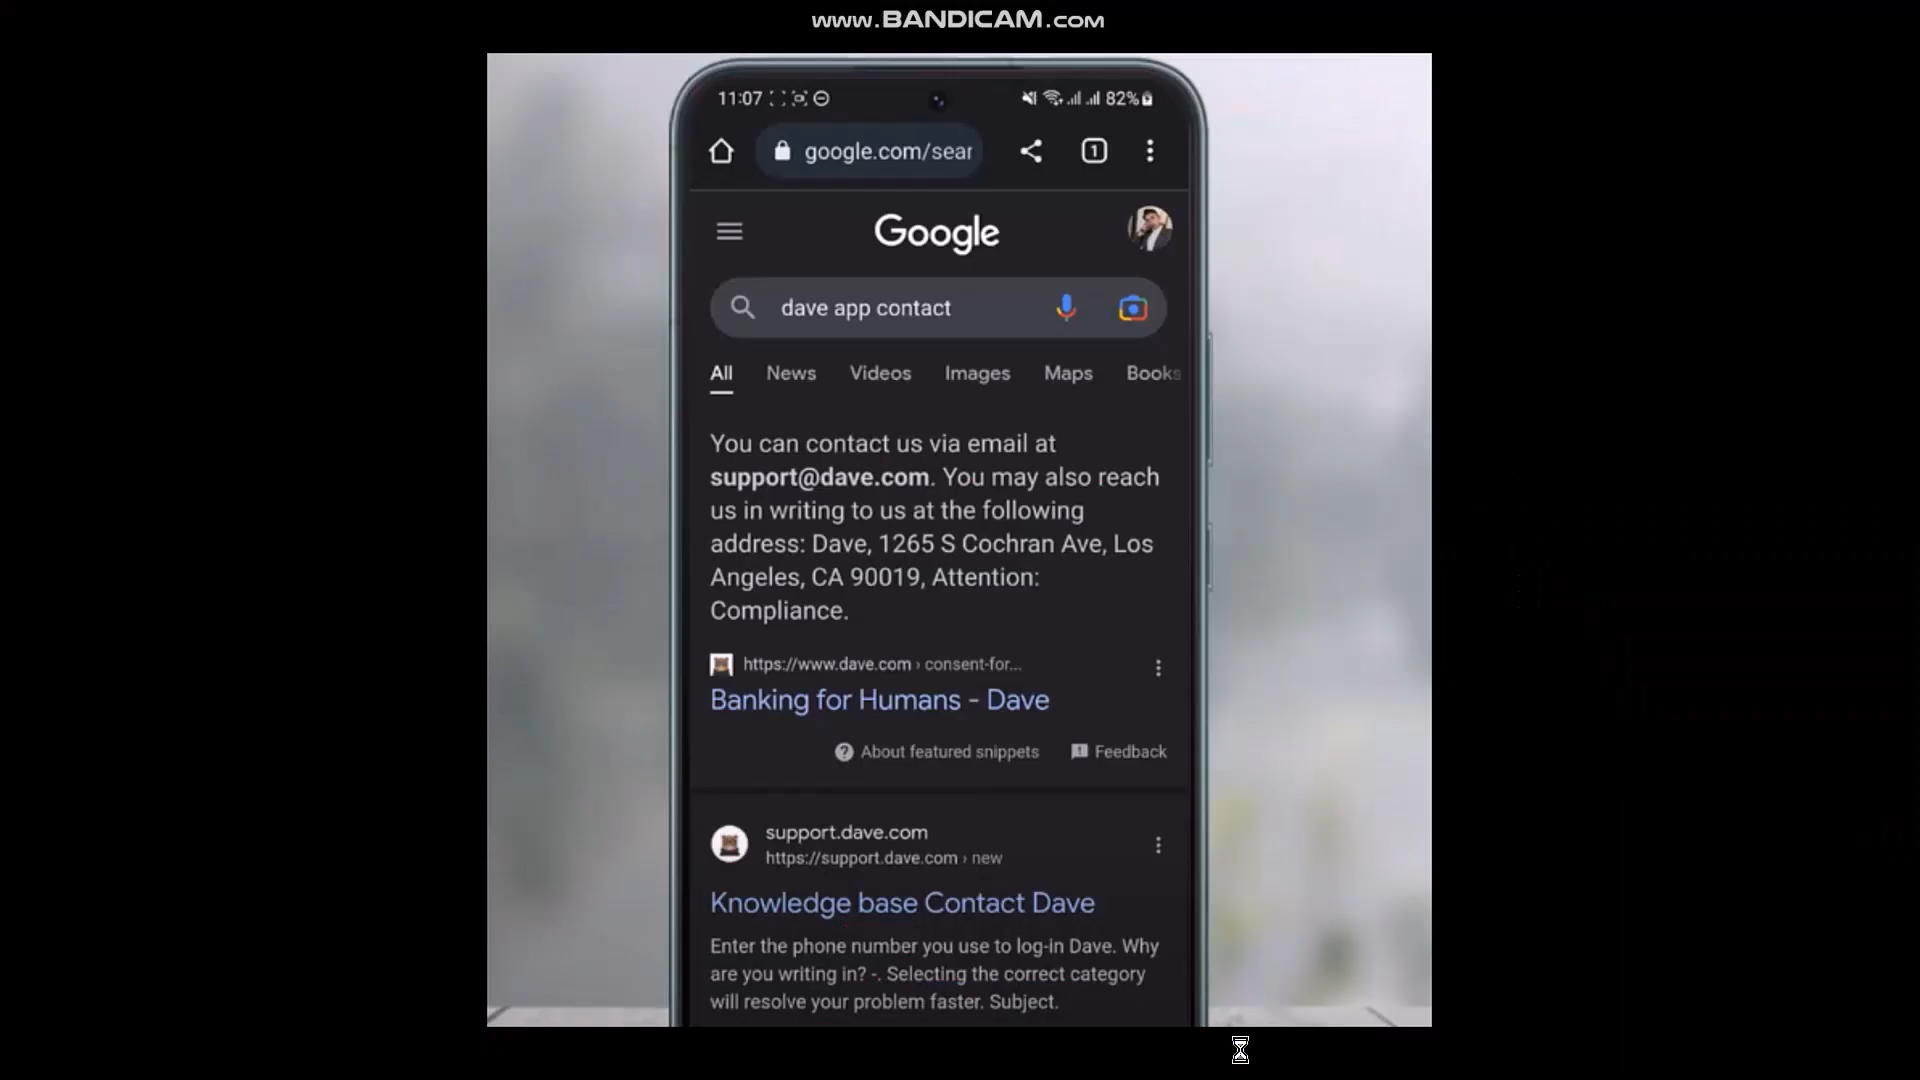 www.BANDICAM.com
11:07 82%
google.com/sear 1
Google
dave app contact
All News Videos Images Maps Books
You can contact us via email at
support@dave.com. You may also reach
us in writing to us at the following
address: Dave, 1265 S Cochran Ave, Los
Angeles, CA 90019, Attention:
Compliance.
https://www.dave.com › consent-for...
Banking for Humans - Dave
About featured snippets Feedback
support.dave.com
https://support.dave.com › new
Knowledge base Contact Dave
Enter the phone number you use to log-in Dave. Why
are you writing in? -. Selecting the correct category
will resolve your problem faster. Subject.